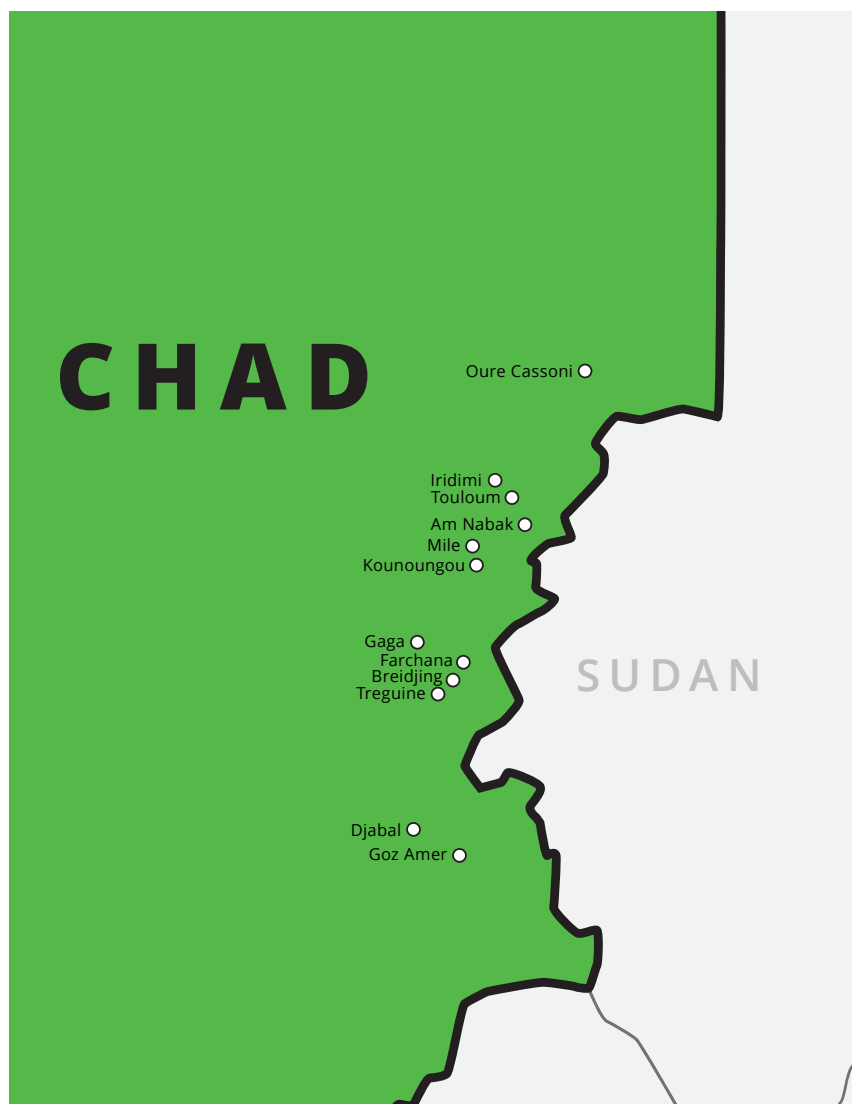 CHAD
Oure Cassoni
Iridimi
Touloum
Am Nabak
Mile
Kounoungou
Gaga
Farchana
SUDAN
Breidjing
Treguine
Djabal
Goz Amer